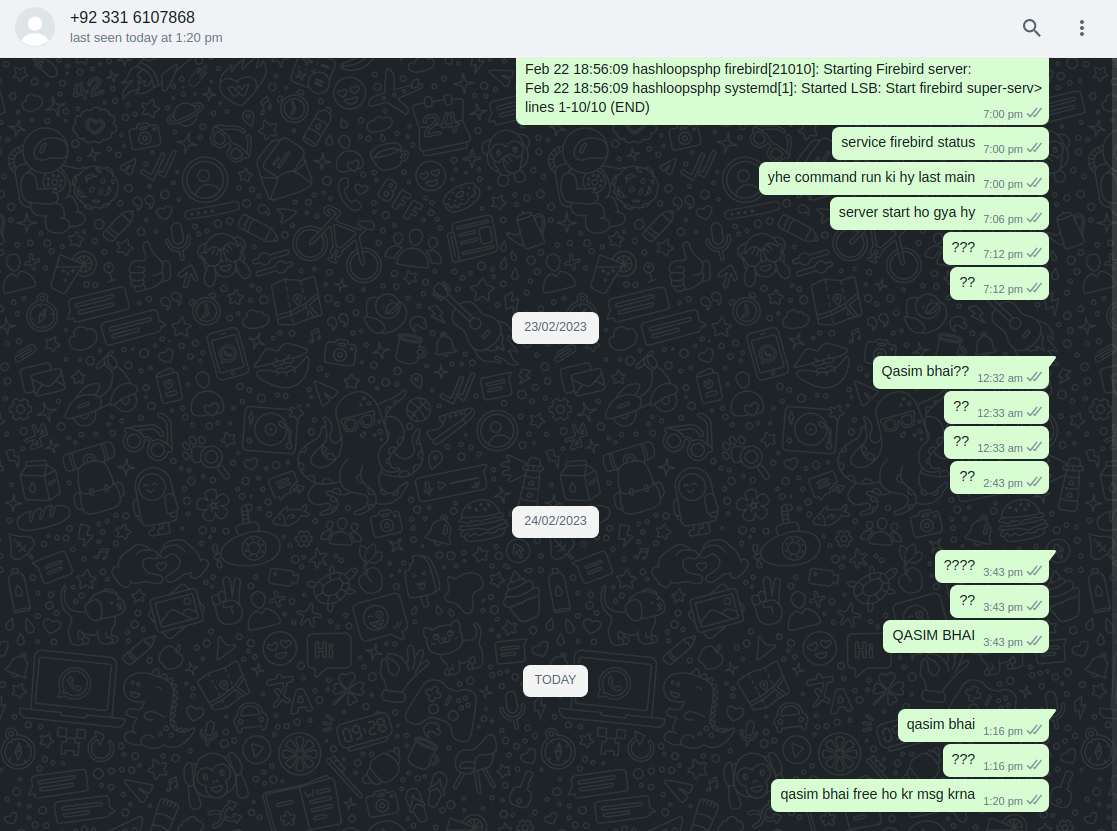 +92 331 6107868
last seen today at 1:20 pm
Feb 22 18:56:09 hashloopsphp firebird[21010]: Starting Firebird server:
Feb 22 18:56:09 hashloopsphp systemd[1]: Started LSB: Start firebird super-serv>
lines 1-10/10 (END)
7:00 pm
service firebird status 7:00 pm
yhe command run ki hy last main 7:00 pm
server start ho gya hy 7:06 pm
??? 7:12 pm
?? 7:12 pm
23/02/2023
Qasim bhai?? 12:32 am
?? 12:33 am
?? 12:33 am
?? 2:43 pm
24/02/2023
???? 3:43 pm
?? 3:43 pm
QASIM BHAI 3:43 pm
TODAY
qasim bhai 1:16 pm
??? 1:16 pm
qasim bhai free ho kr msg krna 1:20 pm